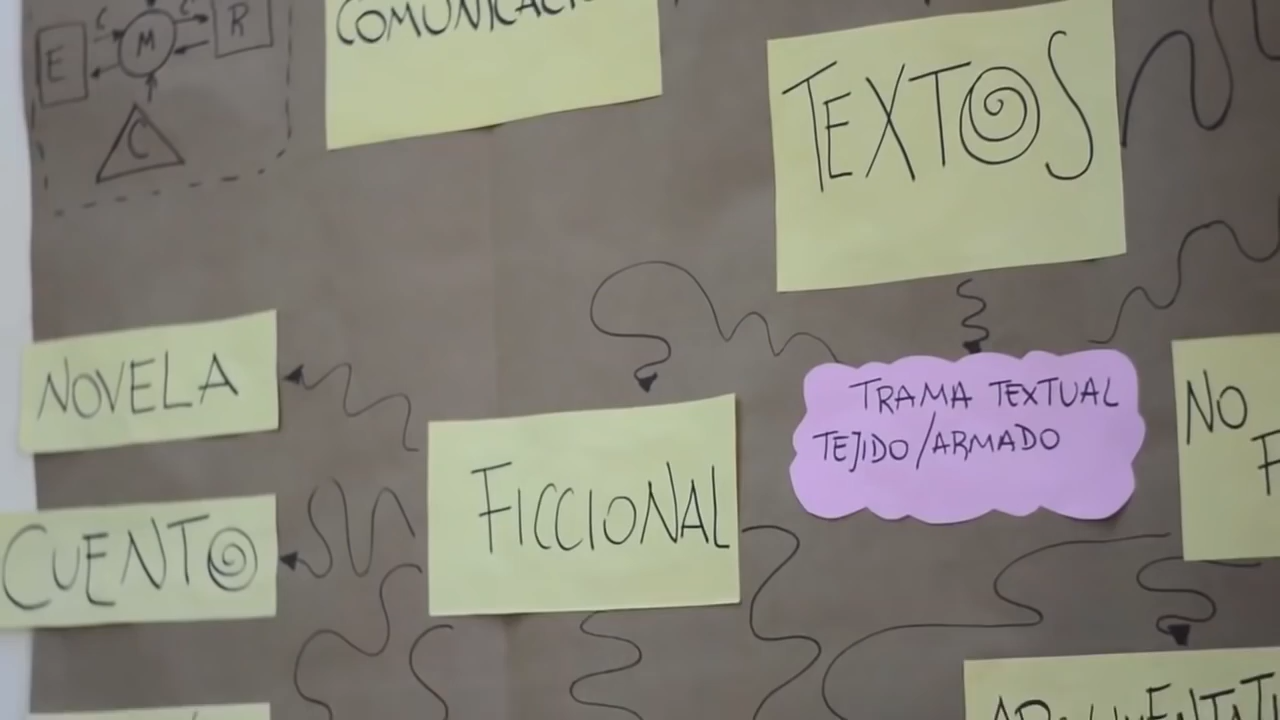 E
M
R
C
C
C
TEXTOS
NOVELA
TRAMA TEXTUAL
TEJIDO/ARMADO
NO
FICCIONAL
CUENTO